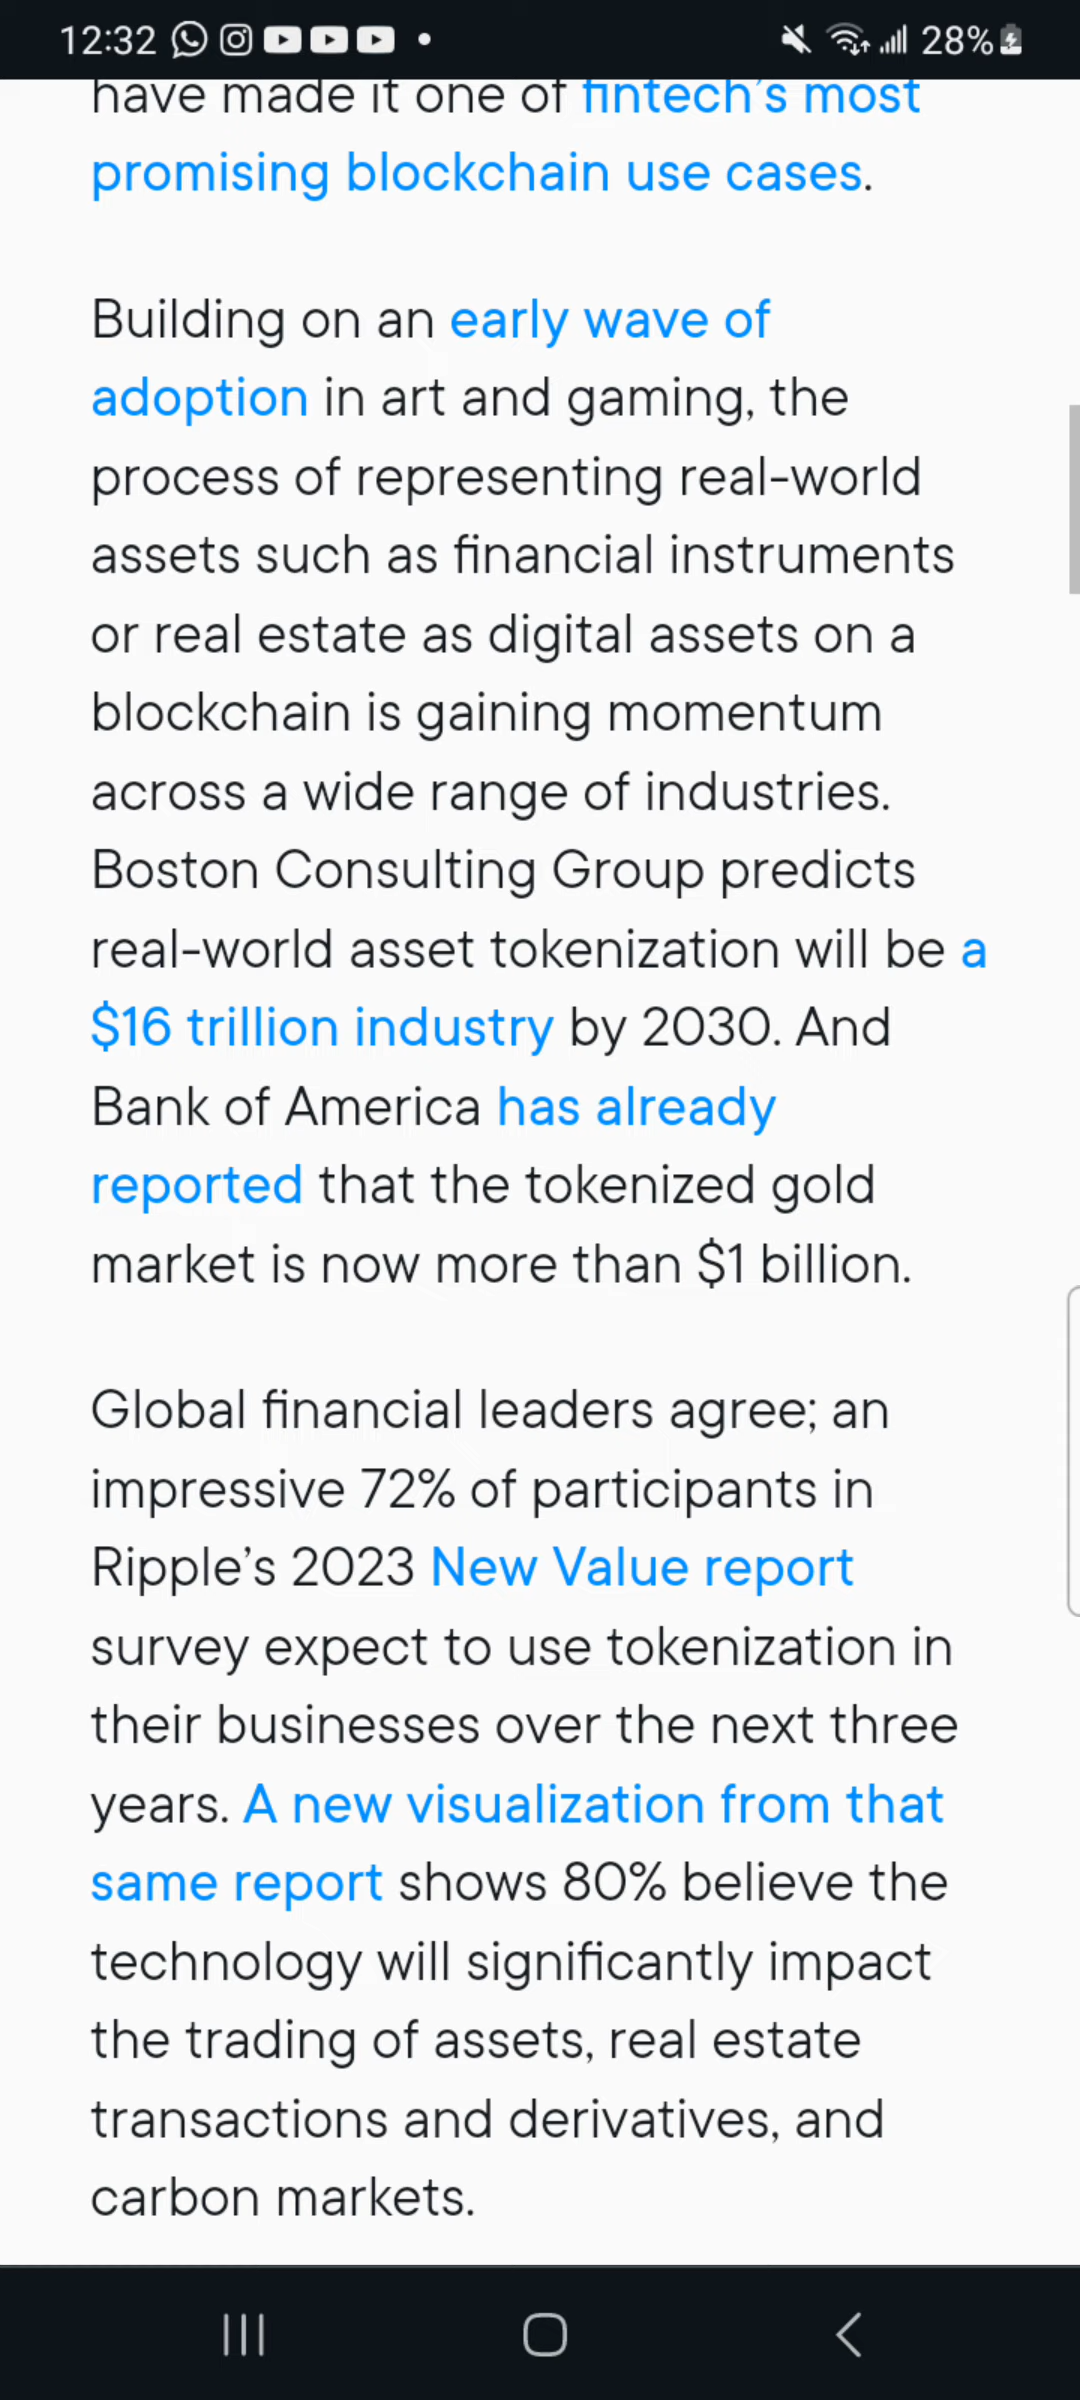 12:32
28%
have made it one of fintech's most
promising blockchain use cases.
Building on an early wave of
adoption in art and gaming, the
process of representing real-world
assets such as financial instruments
or real estate as digital assets on a
blockchain is gaining momentum
across a wide range of industries.
Boston Consulting Group predicts
real-world asset tokenization will be a
$16 trillion industry by 2030. And
Bank of America has already
reported that the tokenized gold
market is now more than $1 billion.
Global financial leaders agree; an
impressive 72% of participants in
Ripple's 2023 New Value report
survey expect to use tokenization in
their businesses over the next three
years. A new visualization from that
same report shows 80% believe the
technology will significantly impact
the trading of assets, real estate
transactions and derivatives, and
carbon markets.